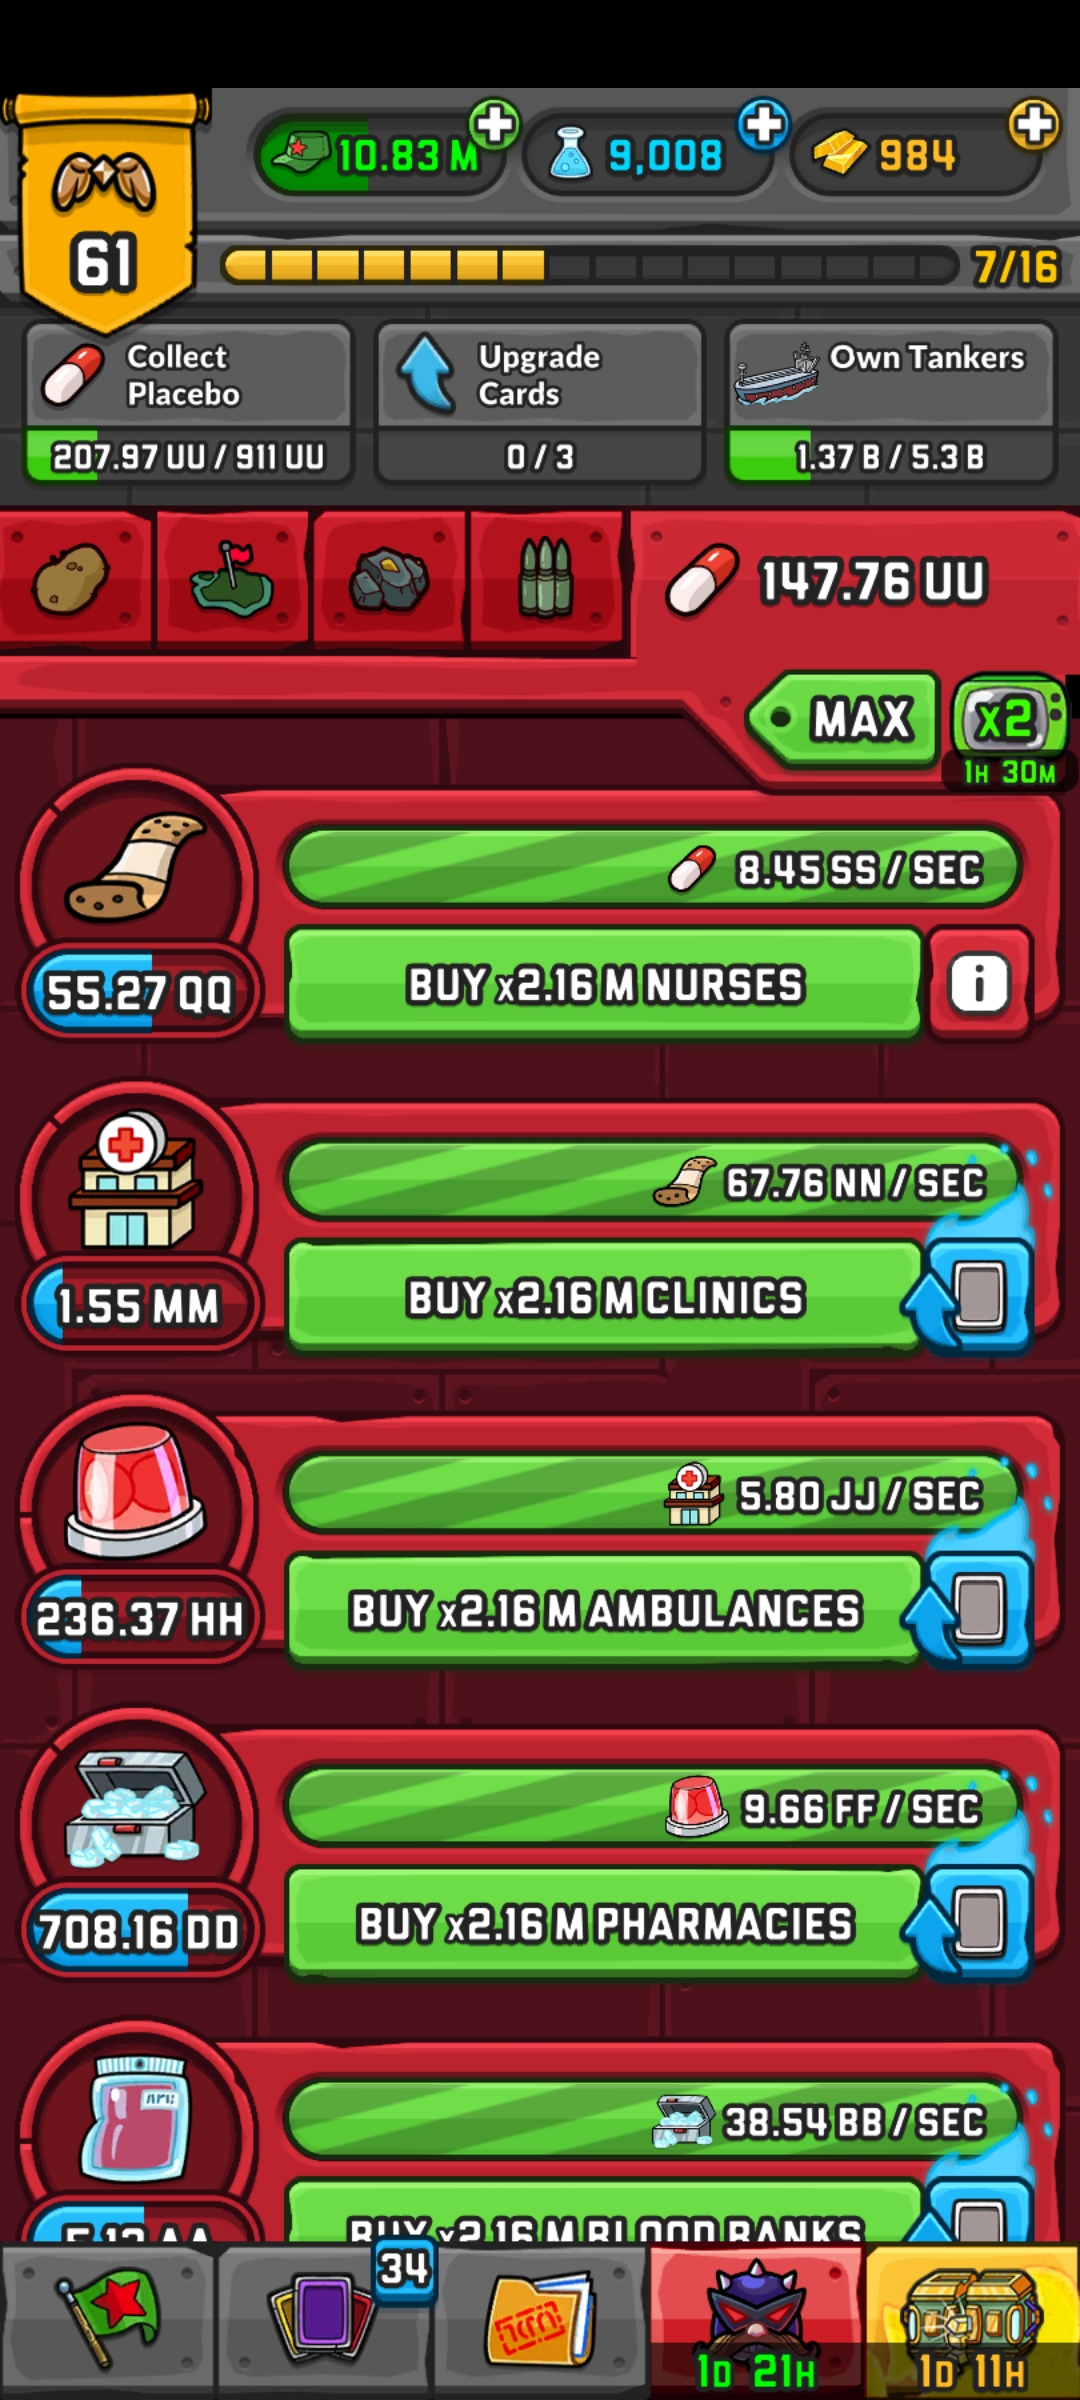 10.83 M
9,008
984
61
7/16
Collect
Placebo
207.97 UU / 911 UU
Upgrade
Cards
0 / 3
Own Tankers
1.37 B / 5.3 B
147.76 UU
MAX
x2
1H 30M
8.45 SS / SEC
55.27 QQ
BUY x2.16 M NURSES
i
67.76 NN / SEC
1.55 MM
BUY x2.16 M CLINICS
5.80 JJ / SEC
236.37 HH
BUY x2.16 M AMBULANCES
9.66 FF / SEC
708.16 DD
BUY x2.16 M PHARMACIES
38.54 BB / SEC
BUY x2.16 M BLOOD BANKS
34
1D 21H
1D 11H